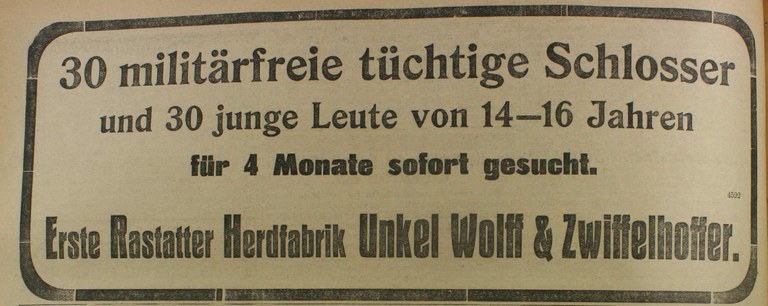 30 militärfreie tüchtige Schlosser
und 30 junge Leute von 14—16 Jahren
für 4 Monate sofort gesucht.
4592
Erste Rastatter Herdfabrik Unkel Wolff & Zwiffelhoffer.